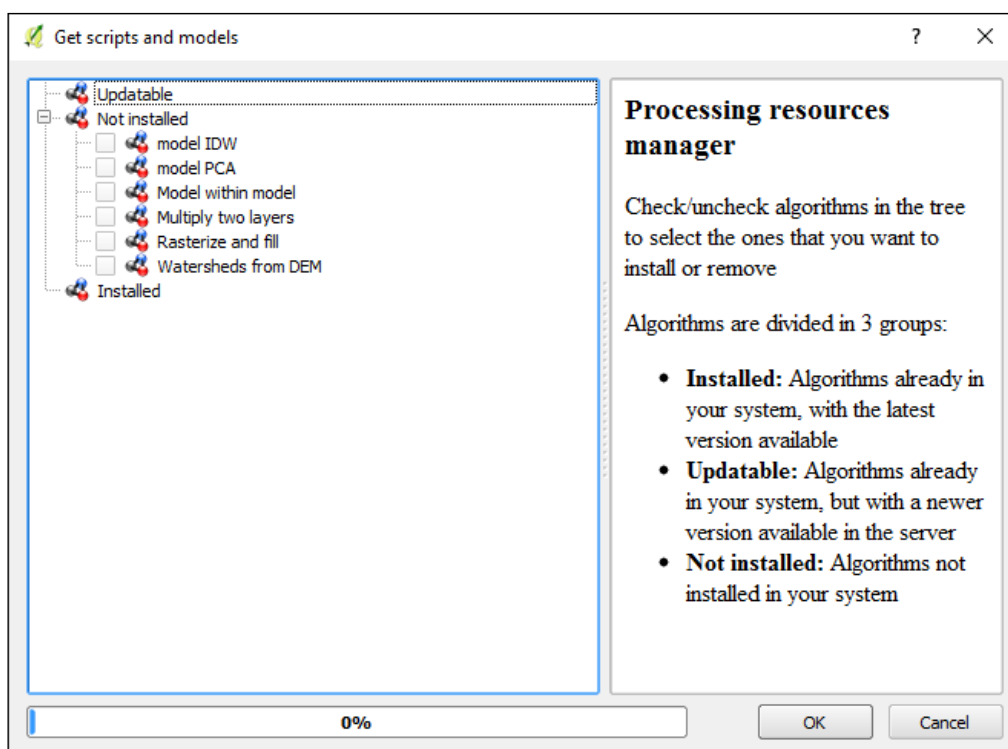 Get scripts and models
?
Updatable
Not installed
model IDW
model PCA
Model within model
Multiply two layers
Rasterize and fill
Watersheds from DEM
Installed
Processing resources
manager
Check/uncheck algorithms in the tree
to select the ones that you want to
install or remove
Algorithms are divided in 3 groups:
• Installed: Algorithms already in
your system, with the latest
version available
• Updatable: Algorithms already
in your system, but with a newer
version available in the server
• Not installed: Algorithms not
installed in your system
0%
OK
Cancel